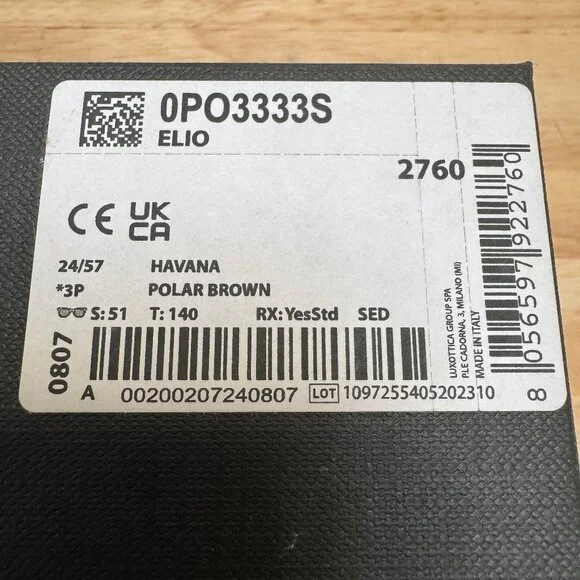 0PO3333S
ELIO
2760
CE UK CA
24/57 HAVANA
*3P POLAR BROWN
S: 51 T: 140 RX: YesStd SED
0807
A 00200207240807 LOT 1097255405202310
LUXOTTICA GROUP SPA
PLE CADORNA, 3, MILANO (MI)
MADE IN ITALY
8 056597 922760